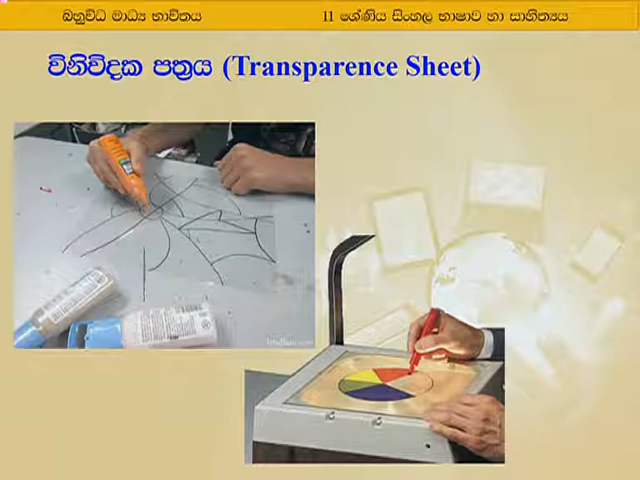 බහුවිධ මාධ්‍ය භාවිතය
11 ශ්‍රේණිය සිංහල භාෂාව හා සාහිත්‍යය
විනිවිදක පත්‍රය (Transparence Sheet)